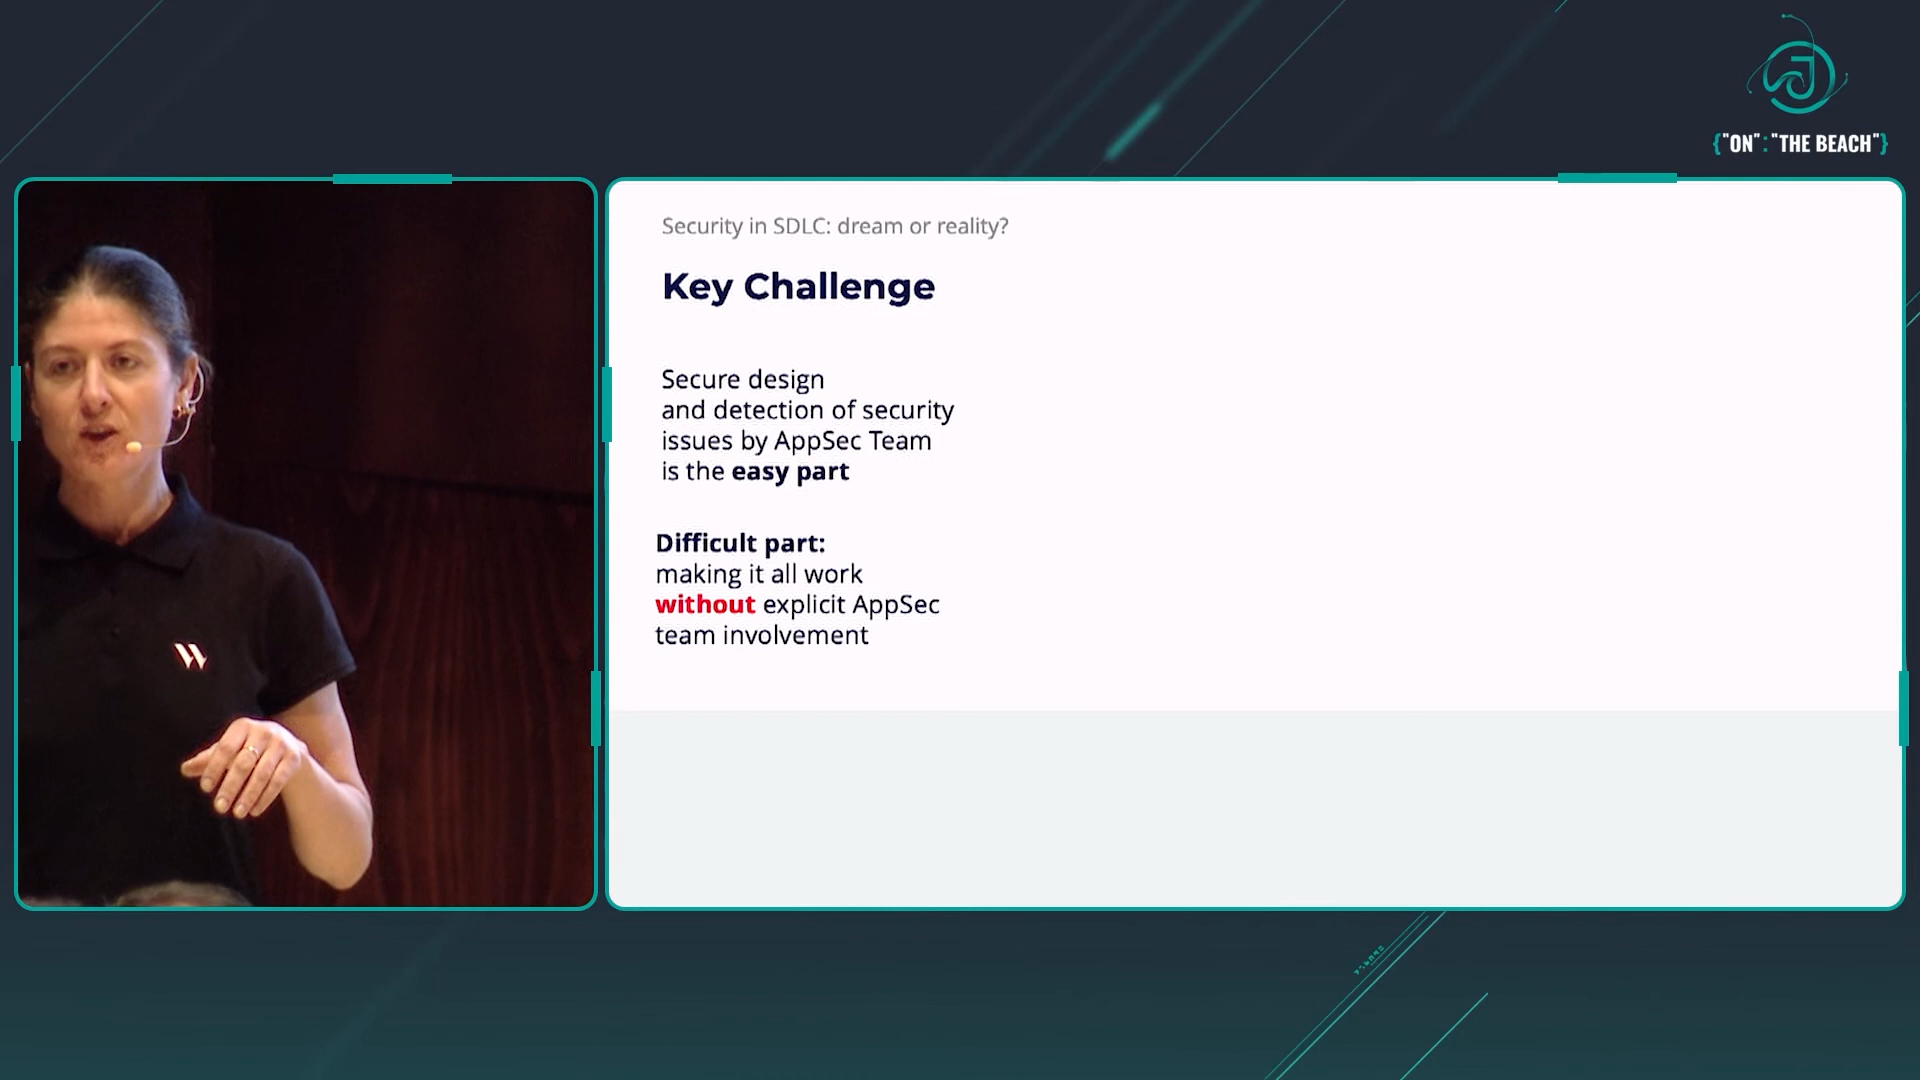 {"ON":"THE BEACH"}
Security in SDLC: dream or reality?
Key Challenge
Secure design
and detection of security
issues by AppSec Team
is the easy part
Difficult part:
making it all work
without explicit AppSec
team involvement